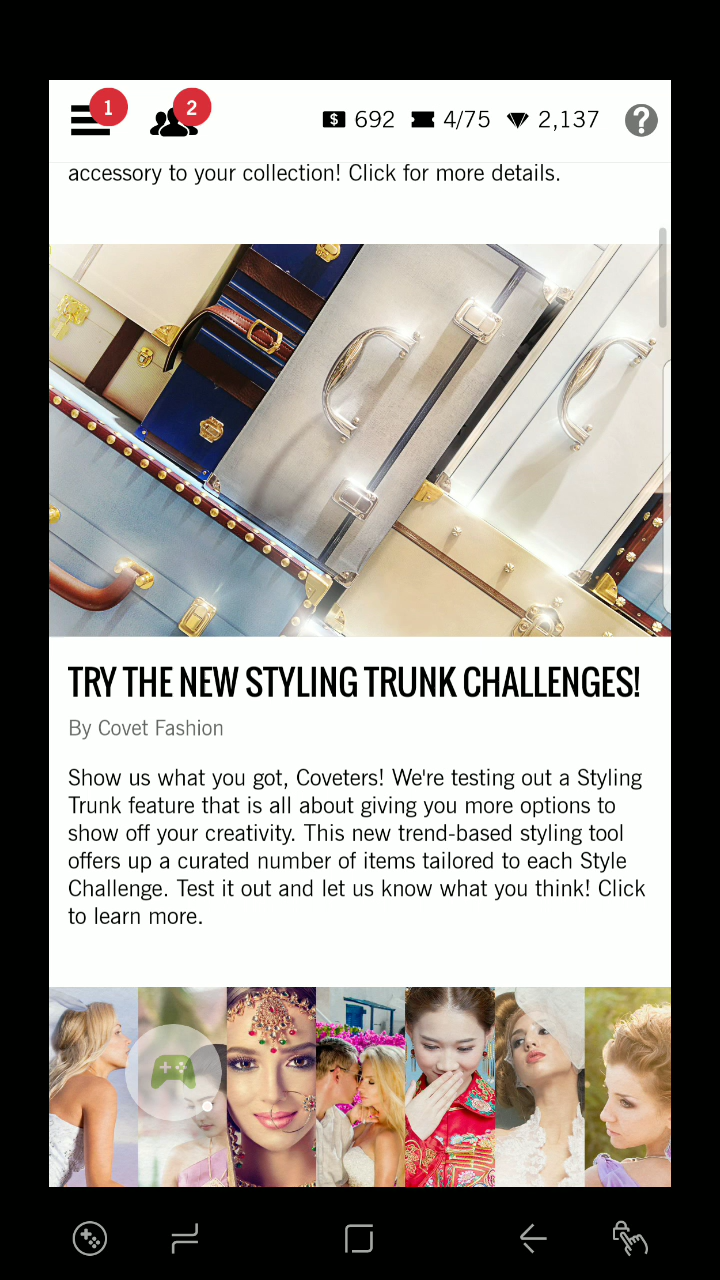 1
2
$ 692 4/75 2,137 ?
accessory to your collection! Click for more details.
TRY THE NEW STYLING TRUNK CHALLENGES!
By Covet Fashion
Show us what you got, Coveters! We're testing out a Styling
Trunk feature that is all about giving you more options to
show off your creativity. This new trend-based styling tool
offers up a curated number of items tailored to each Style
Challenge. Test it out and let us know what you think! Click
to learn more.